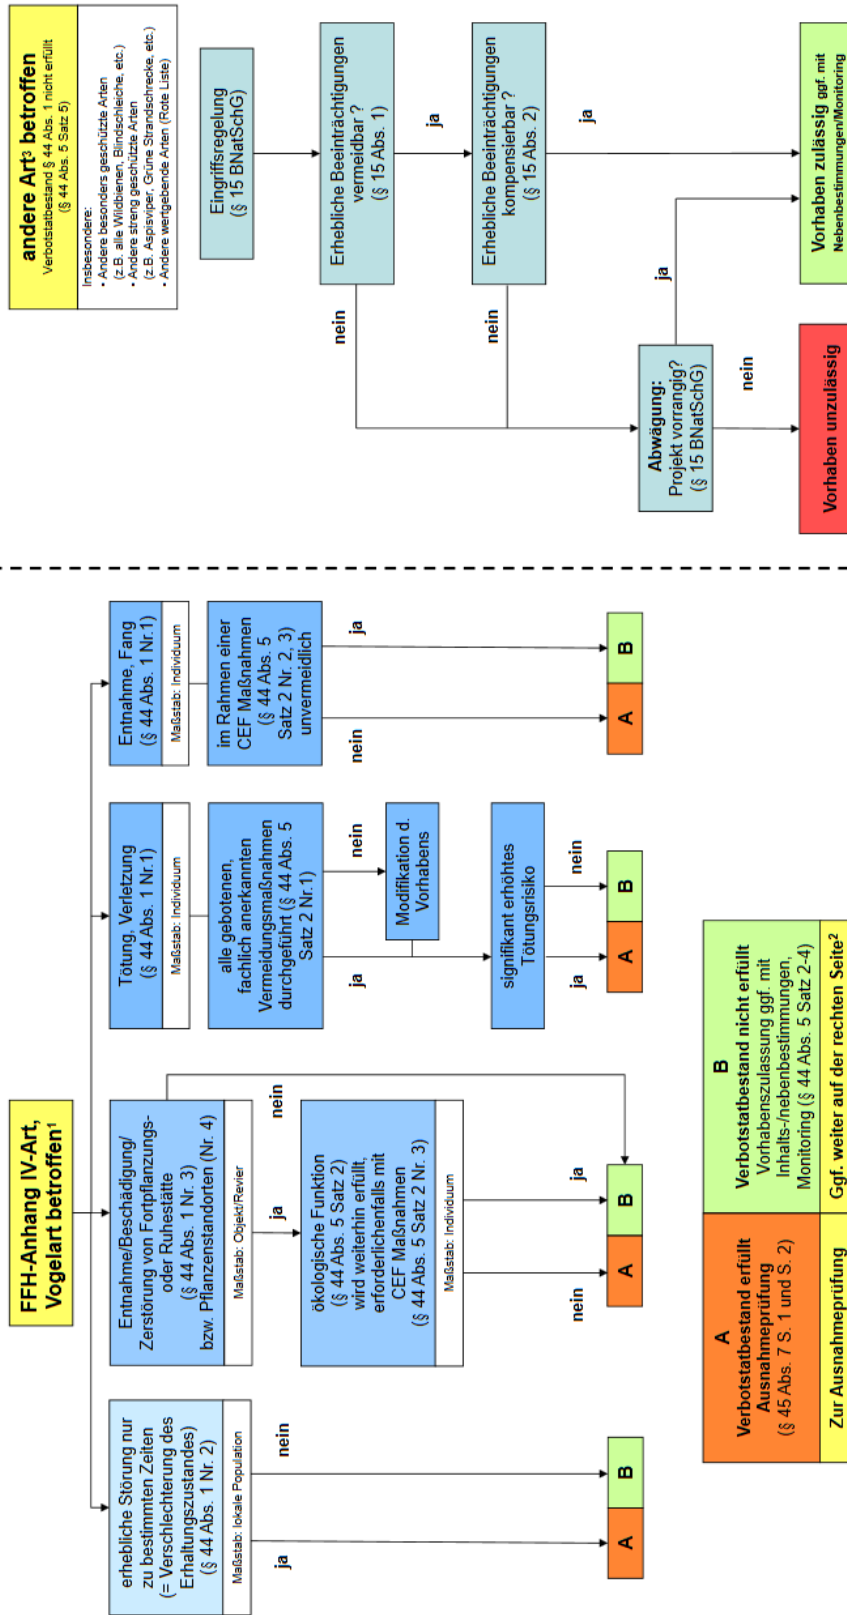 FFH-Anhang IV-Art,
Vogelart betroffen¹
erhebliche Störung nur
zu bestimmten Zeiten
(= Verschlechterung des
Erhaltungszustandes)
(§ 44 Abs. 1 Nr. 2)
Maßstab: lokale Population
ja
nein
A
B
Entnahme/Beschädigung/
Zerstörung von Fortpflanzungs-
oder Ruhestätte
(§ 44 Abs. 1 Nr. 3)
bzw. Pflanzenstandorten (Nr. 4)
Maßstab: Objekt/Revier
ja
nein
ökologische Funktion
(§ 44 Abs. 5 Satz 2)
wird weiterhin erfüllt,
erforderlichenfalls mit
CEF Maßnahmen
(§ 44 Abs. 5 Satz 2 Nr. 3)
Maßstab: Individuum
nein
ja
A
B
Tötung, Verletzung
(§ 44 Abs. 1 Nr.1)
Maßstab: Individuum
alle gebotenen,
fachlich anerkannten
Vermeidungsmaßnahmen
durchgeführt (§ 44 Abs. 5
Satz 2 Nr.1)
ja
nein
Modifikation d.
Vorhabens
signifikant erhöhtes
Tötungsrisiko
ja
nein
A
B
Entnahme, Fang
(§ 44 Abs. 1 Nr.1)
Maßstab: Individuum
im Rahmen einer
CEF Maßnahmen
(§ 44 Abs. 5
Satz 2 Nr. 2, 3)
unvermeidlich
nein
ja
A
B
A
Verbotstatbestand erfüllt
Ausnahmeprüfung
(§ 45 Abs. 7 S. 1 und S. 2)
Zur Ausnahmeprüfung
B
Verbotstatbestand nicht erfüllt
Vorhabenszulassung ggf. mit
Inhalts-/nebenbestimmungen,
Monitoring (§ 44 Abs. 5 Satz 2-4)
Ggf. weiter auf der rechten Seite²
andere Art³ betroffen
Verbotstatbestand § 44 Abs. 1 nicht erfüllt
(§ 44 Abs. 5 Satz 5)
Insbesondere:
• Andere besonders geschützte Arten
(z.B. alle Wildbienen, Blindschleiche, etc.)
• Andere streng geschützte Arten
(z.B. Aspisviper, Grüne Strandschrecke, etc.)
• Andere wertgebende Arten (Rote Liste)
Eingriffsregelung
(§ 15 BNatSchG)
Erhebliche Beeinträchtigungen
vermeidbar ?
(§ 15 Abs. 1)
nein
ja
Erhebliche Beeinträchtigungen
kompensierbar ?
(§ 15 Abs. 2)
nein
ja
Abwägung:
Projekt vorrangig?
(§ 15 BNatSchG)
nein
ja
Vorhaben unzulässig
Vorhaben zulässig ggf. mit
Nebenbestimmungen/Monitoring